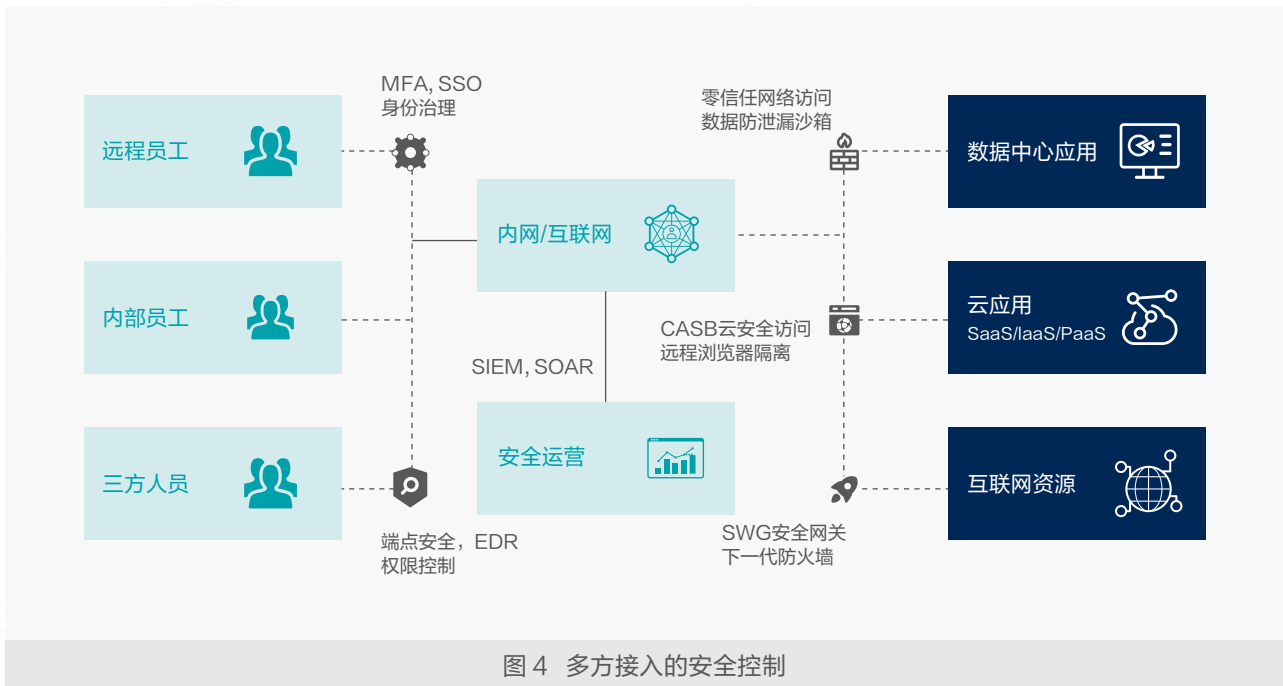 MFA, SSO
身份治理
零信任网络访问
数据防泄漏沙箱
远程员工
数据中心应用
内网/互联网
内部员工
云应用
SaaS/IaaS/PaaS
CASB云安全访问
远程浏览器隔离
SIEM, SOAR
安全运营
三方人员
互联网资源
端点安全，EDR
权限控制
SWG安全网关
下一代防火墙
图 4 多方接入的安全控制